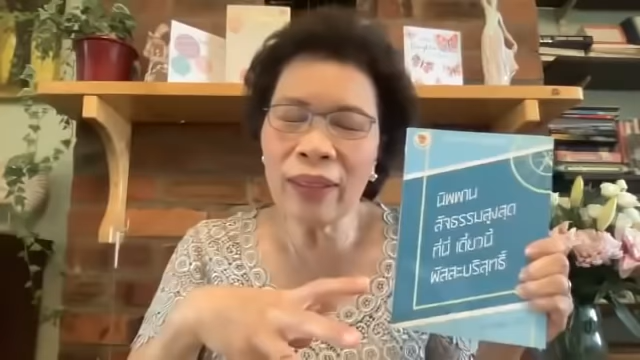 นิพพาน
สัจธรรมสูงสุด
ที่นี่ เดี๋ยวนี้
ผัสสะบริสุทธิ์